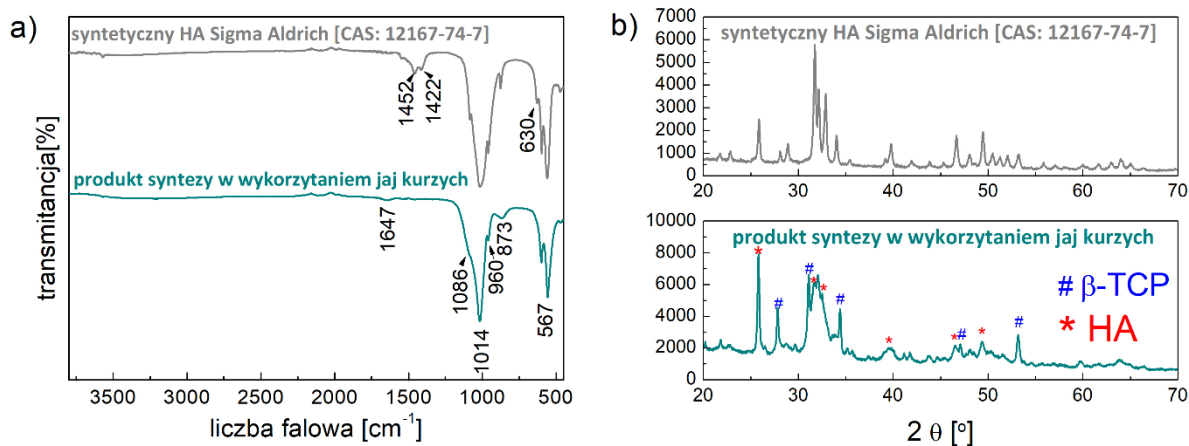 a)
syntetyczny HA Sigma Aldrich [CAS: 12167-74-7]
1452
1422
630
produkt syntezy w wykorzytaniem jaj kurzych
1647
1086
1014
960
873
567
transmitancja[%]
3500 3000 2500 2000 1500 1000 500
liczba falowa [cm⁻¹]
b)
7000
6000
5000
4000
3000
2000
1000
0
syntetyczny HA Sigma Aldrich [CAS: 12167-74-7]
20 30 40 50 60 70
10000
8000
6000
4000
2000
0
produkt syntezy w wykorzytaniem jaj kurzych
* # # * * # * * # * #
# β-TCP
* HA
20 30 40 50 60 70
2 θ [°]